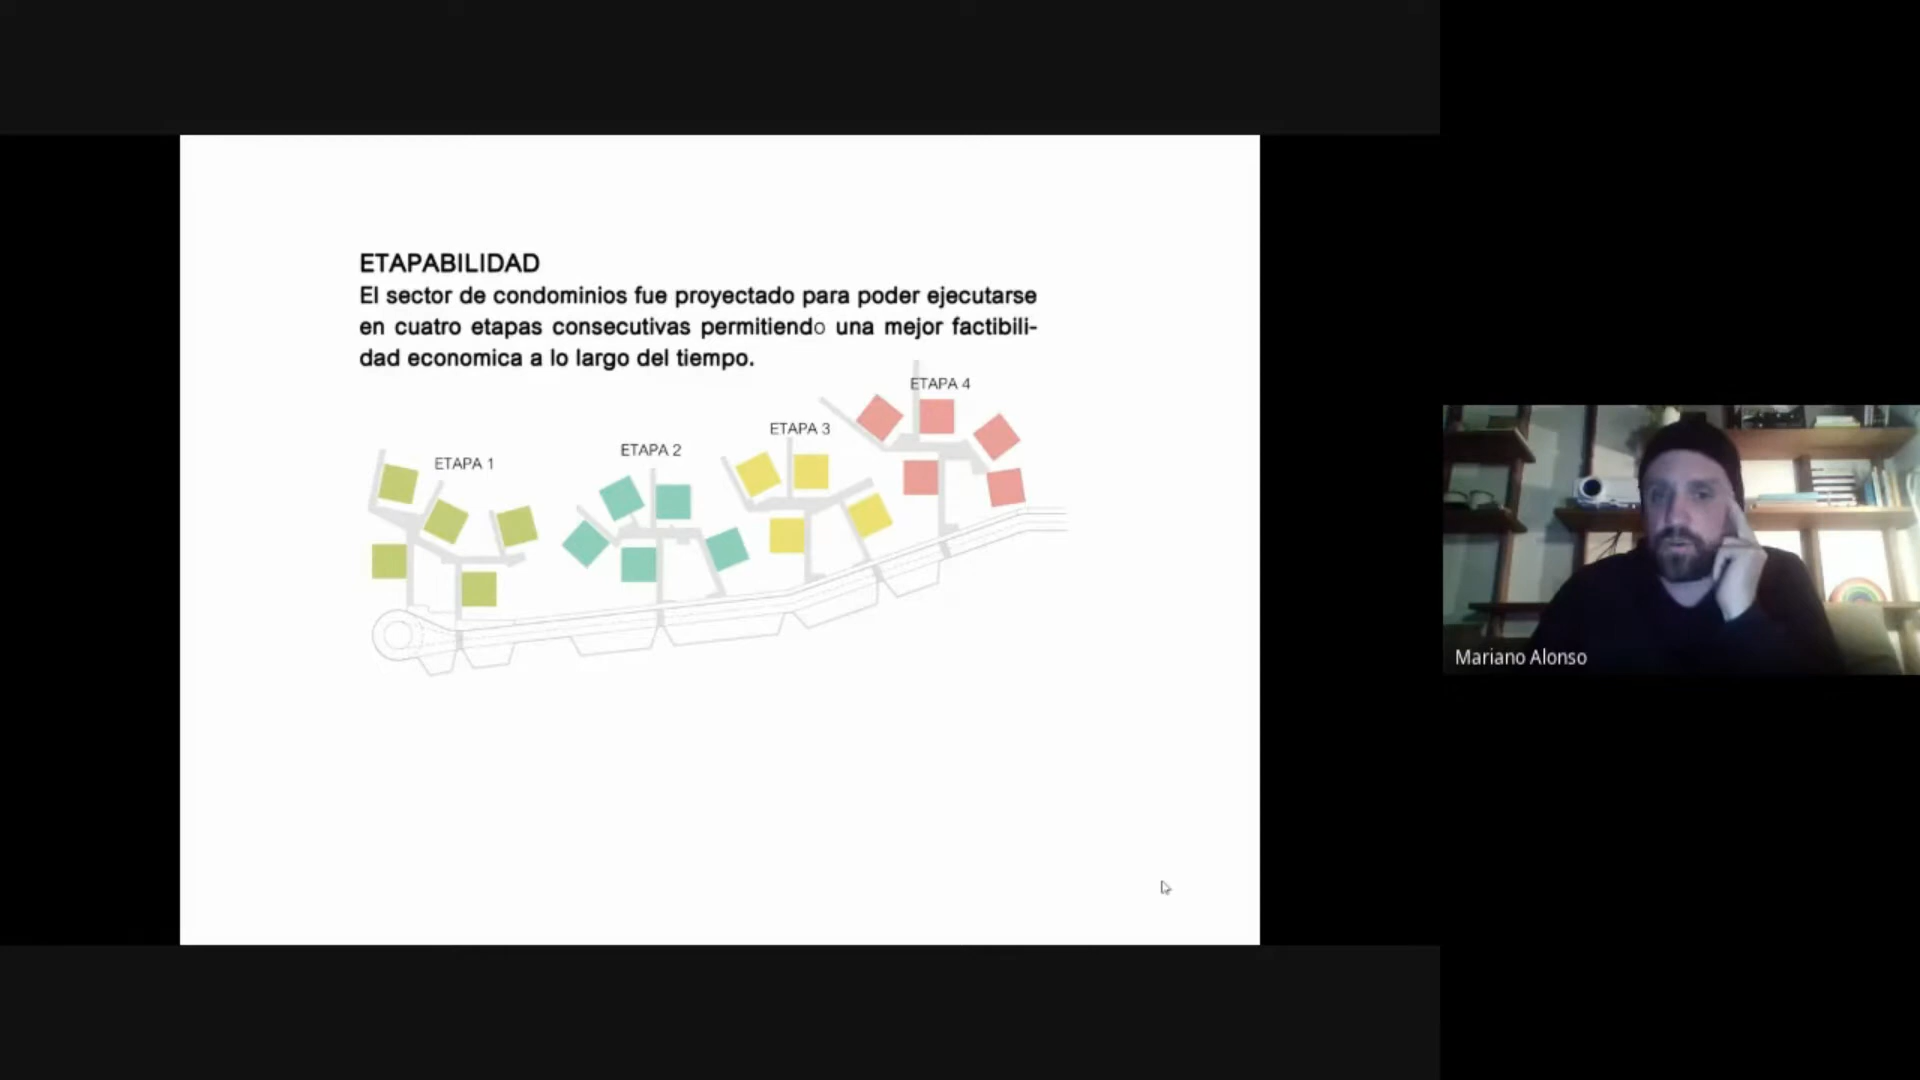 ETAPABILIDAD
El sector de condominios fue proyectado para poder ejecutarse
en cuatro etapas consecutivas permitiendo una mejor factibili-
dad economica a lo largo del tiempo.
ETAPA 4
ETAPA 3
ETAPA 2
ETAPA 1
Mariano Alonso